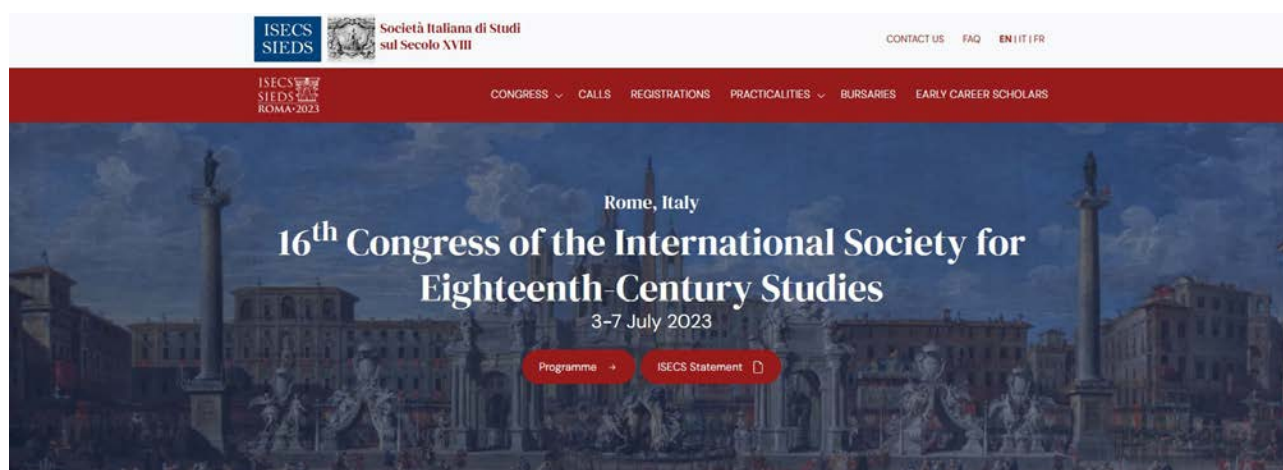 ISECS
SIEDS
Società Italiana di Studi
sul Secolo XVIII
CONTACT US FAQ EN | IT | FR
ISECS
SIEDS
ROMA•2023
CONGRESS CALLS REGISTRATIONS PRACTICALITIES BURSARIES EARLY CAREER SCHOLARS
Rome, Italy
16th Congress of the International Society for
Eighteenth-Century Studies
3-7 July 2023
Programme → ISECS Statement